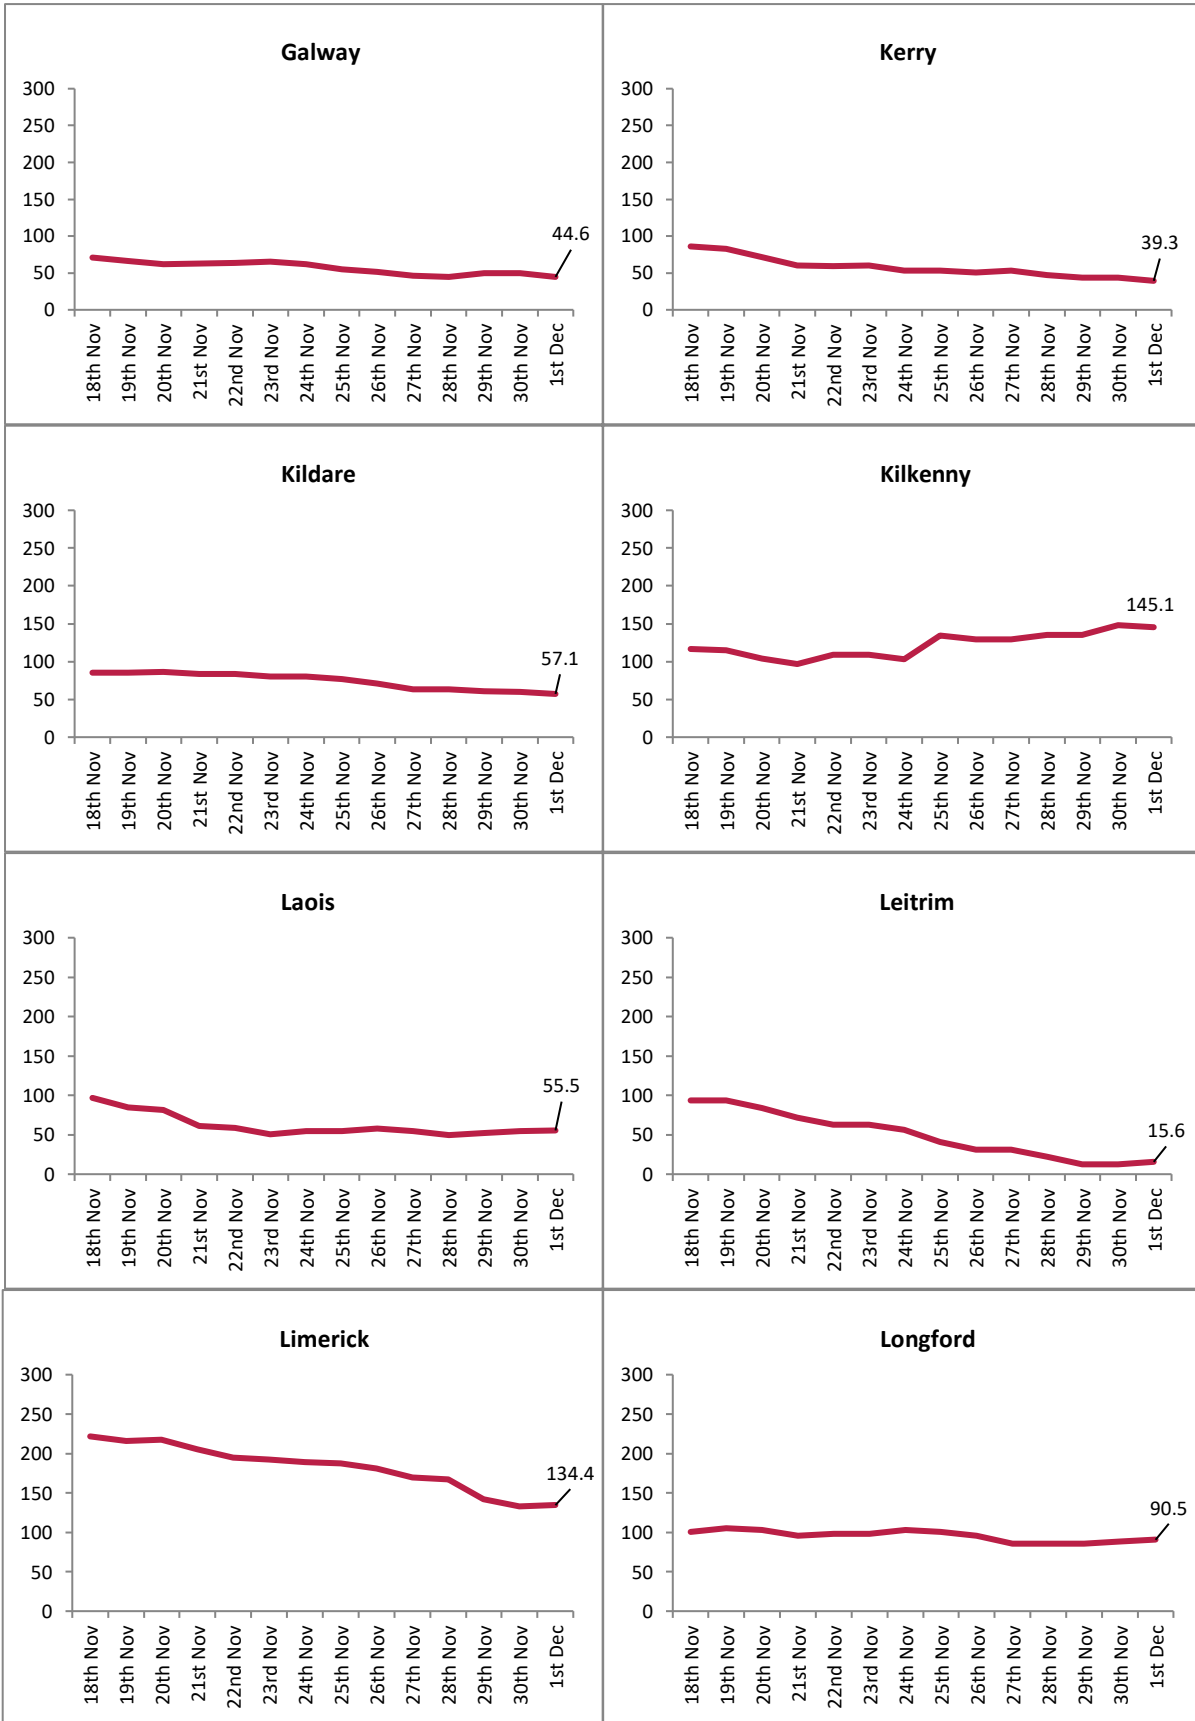 Galway
300
250
200
150
100
50
0
44.6
18th Nov
19th Nov
20th Nov
21st Nov
22nd Nov
23rd Nov
24th Nov
25th Nov
26th Nov
27th Nov
28th Nov
29th Nov
30th Nov
1st Dec
Kerry
300
250
200
150
100
50
0
39.3
18th Nov
19th Nov
20th Nov
21st Nov
22nd Nov
23rd Nov
24th Nov
25th Nov
26th Nov
27th Nov
28th Nov
29th Nov
30th Nov
1st Dec
Kildare
300
250
200
150
100
50
0
57.1
18th Nov
19th Nov
20th Nov
21st Nov
22nd Nov
23rd Nov
24th Nov
25th Nov
26th Nov
27th Nov
28th Nov
29th Nov
30th Nov
1st Dec
Kilkenny
300
250
200
150
100
50
0
145.1
18th Nov
19th Nov
20th Nov
21st Nov
22nd Nov
23rd Nov
24th Nov
25th Nov
26th Nov
27th Nov
28th Nov
29th Nov
30th Nov
1st Dec
Laois
300
250
200
150
100
50
0
55.5
18th Nov
19th Nov
20th Nov
21st Nov
22nd Nov
23rd Nov
24th Nov
25th Nov
26th Nov
27th Nov
28th Nov
29th Nov
30th Nov
1st Dec
Leitrim
300
250
200
150
100
50
0
15.6
18th Nov
19th Nov
20th Nov
21st Nov
22nd Nov
23rd Nov
24th Nov
25th Nov
26th Nov
27th Nov
28th Nov
29th Nov
30th Nov
1st Dec
Limerick
300
250
200
150
100
50
0
134.4
18th Nov
19th Nov
20th Nov
21st Nov
22nd Nov
23rd Nov
24th Nov
25th Nov
26th Nov
27th Nov
28th Nov
29th Nov
30th Nov
1st Dec
Longford
300
250
200
150
100
50
0
90.5
18th Nov
19th Nov
20th Nov
21st Nov
22nd Nov
23rd Nov
24th Nov
25th Nov
26th Nov
27th Nov
28th Nov
29th Nov
30th Nov
1st Dec